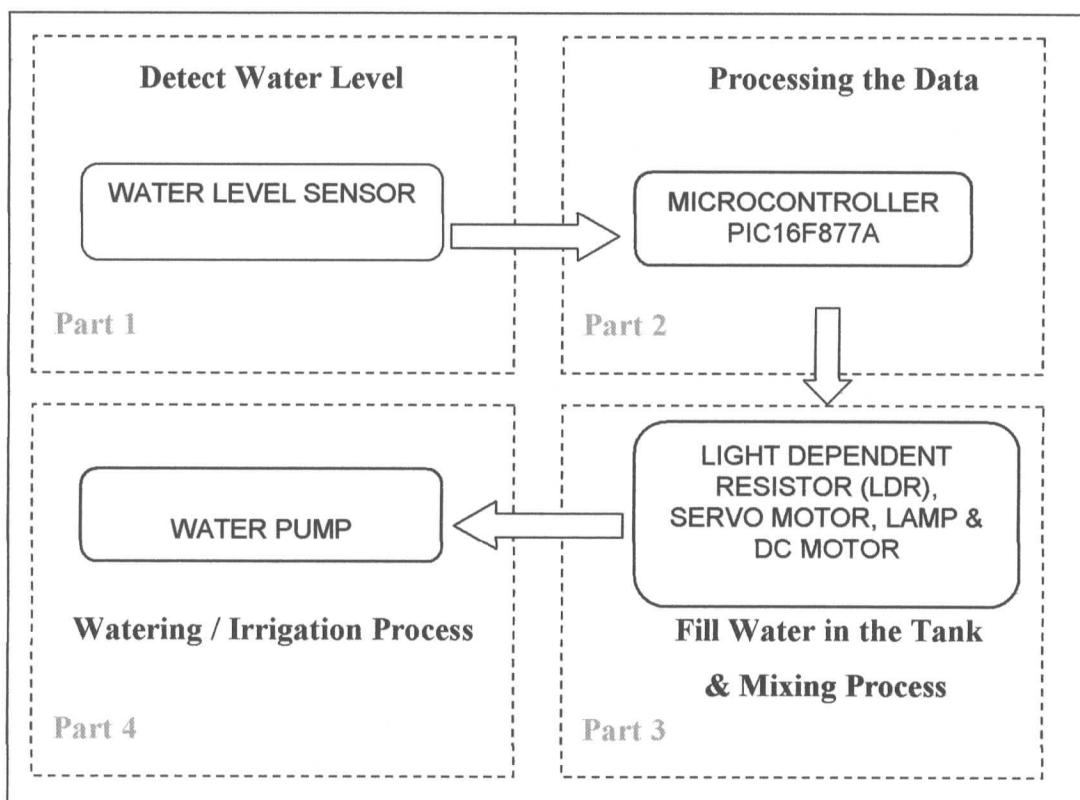 Detect Water Level
WATER LEVEL SENSOR
Part 1
Processing the Data
MICROCONTROLLER
PIC16F877A
Part 2
LIGHT DEPENDENT
RESISTOR (LDR),
SERVO MOTOR, LAMP &
DC MOTOR
Fill Water in the Tank
& Mixing Process
Part 3
WATER PUMP
Watering / Irrigation Process
Part 4